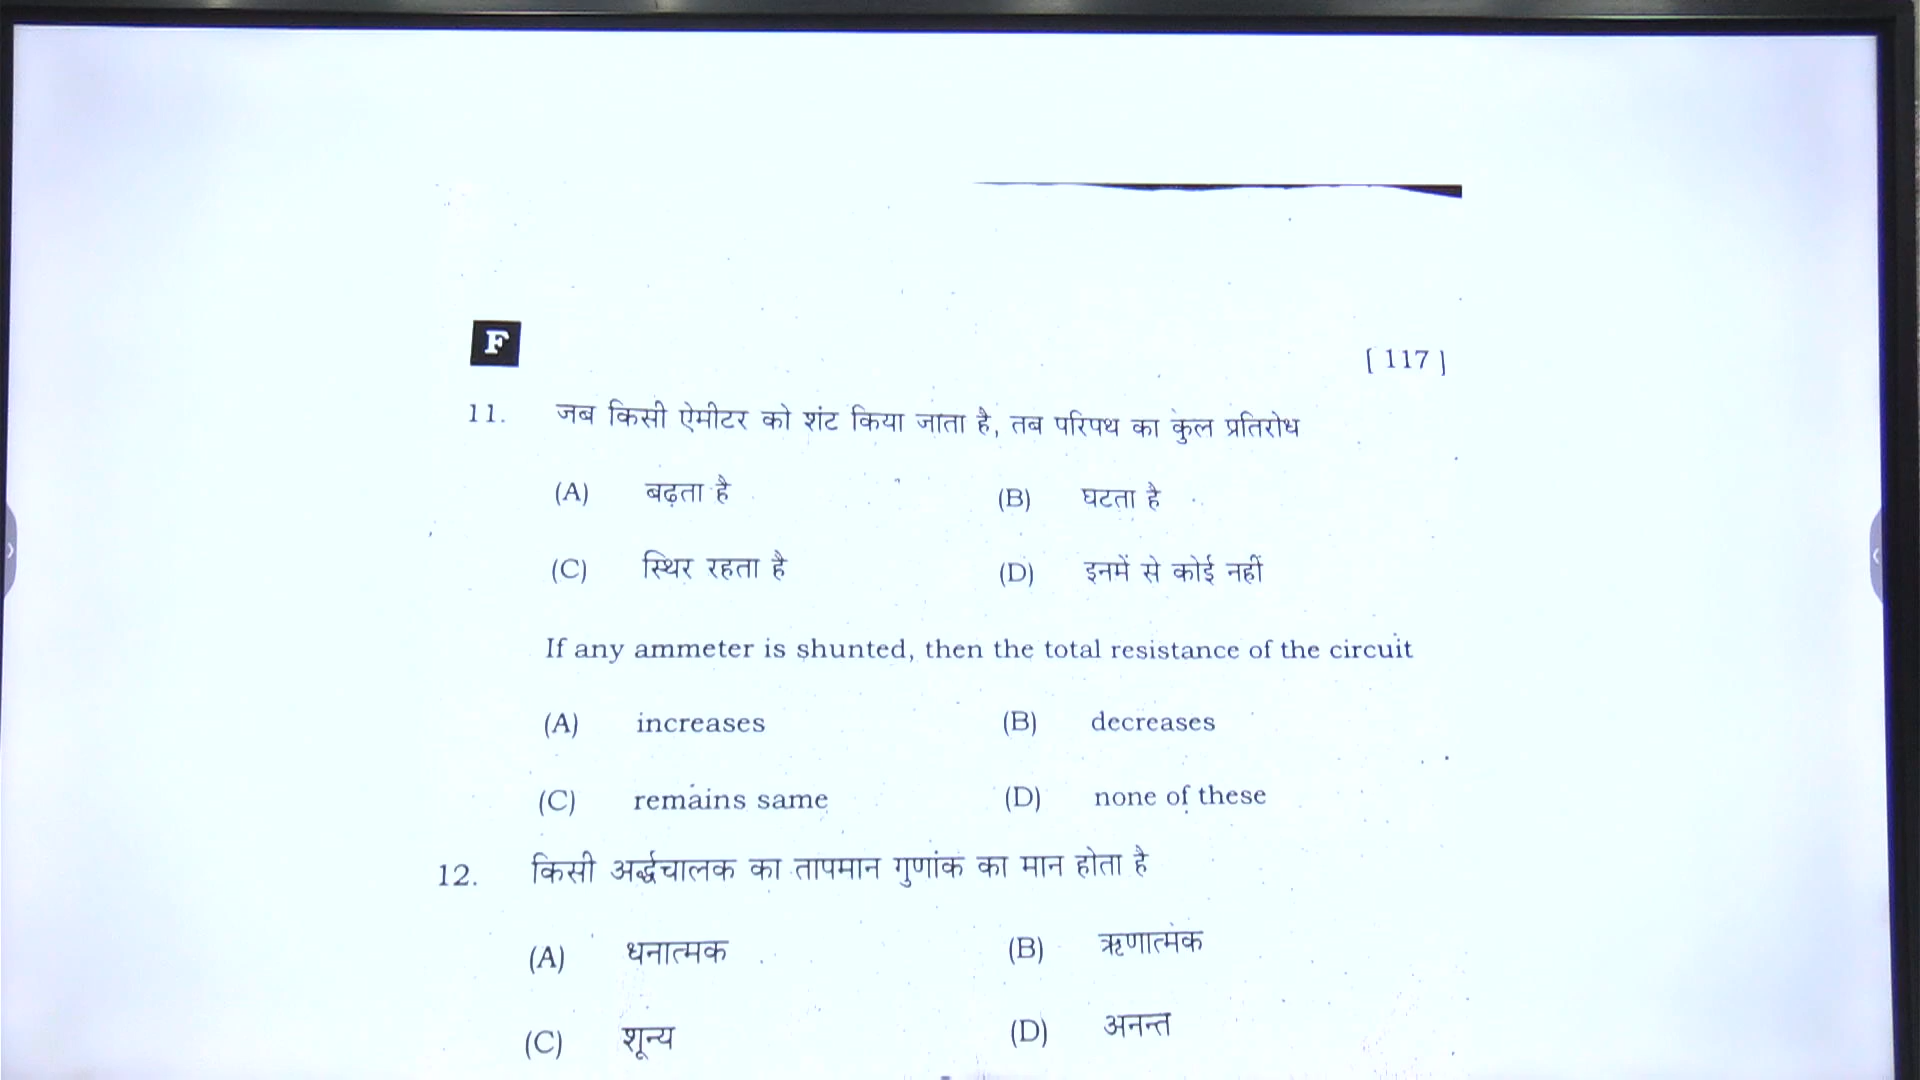 F
[ 117 ]
11. जब किसी ऐमीटर को शंट किया जाता है, तब परिपथ का कुल प्रतिरोध
(A) बढ़ता है (B) घटता है
(C) स्थिर रहता है (D) इनमें से कोई नहीं
If any ammeter is shunted, then the total resistance of the circuit
(A) increases (B) decreases
(C) remains same (D) none of these
12. किसी अर्द्धचालक का तापमान गुणांक का मान होता है
(A) धनात्मक (B) ऋणात्मक
(C) शून्य (D) अनन्त